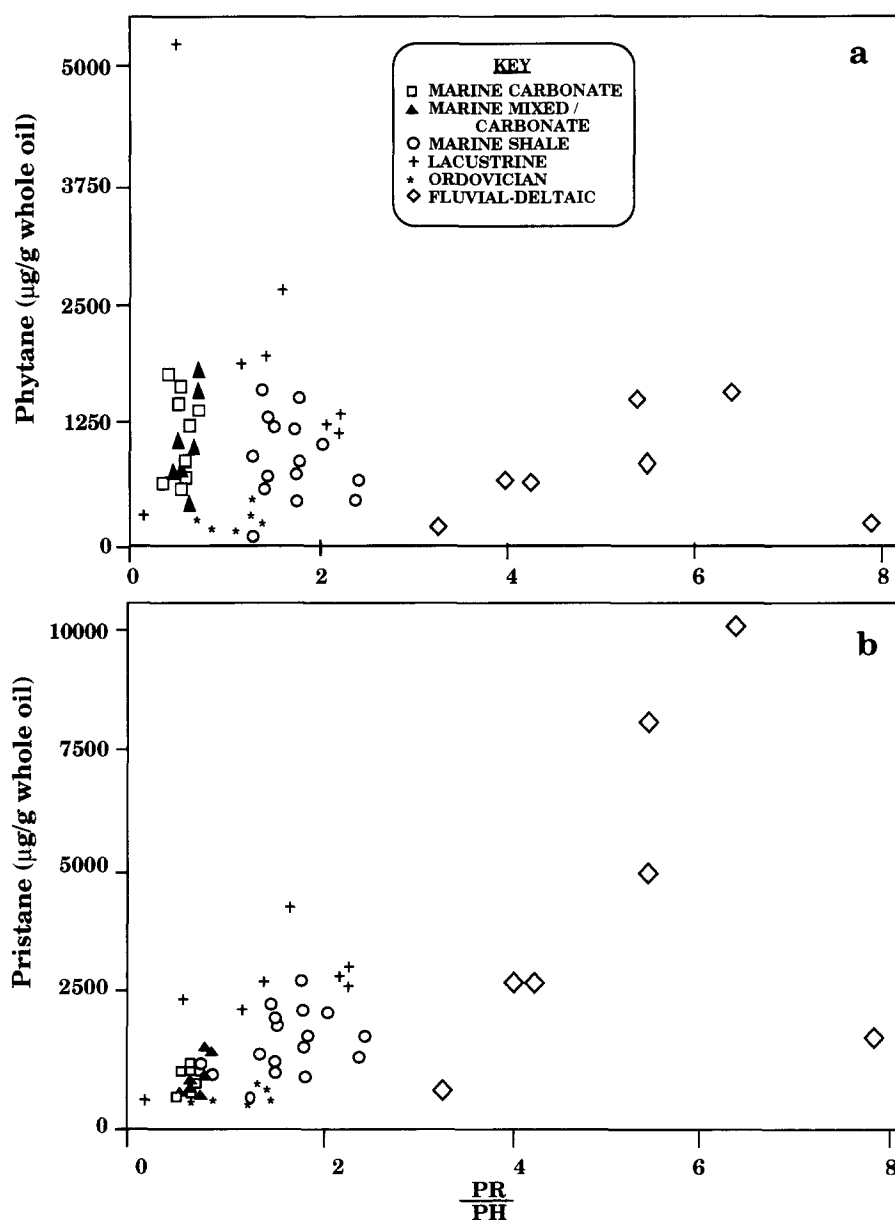 a
KEY
MARINE CARBONATE
MARINE MIXED /
CARBONATE
MARINE SHALE
LACUSTRINE
ORDOVICIAN
FLUVIAL-DELTAIC
Phytane (µg/g whole oil)
5000
3750
2500
1250
0
0 2 4 6 8
b
Pristane (µg/g whole oil)
10000
7500
5000
2500
0
0 2 4 6 8
PR
PH